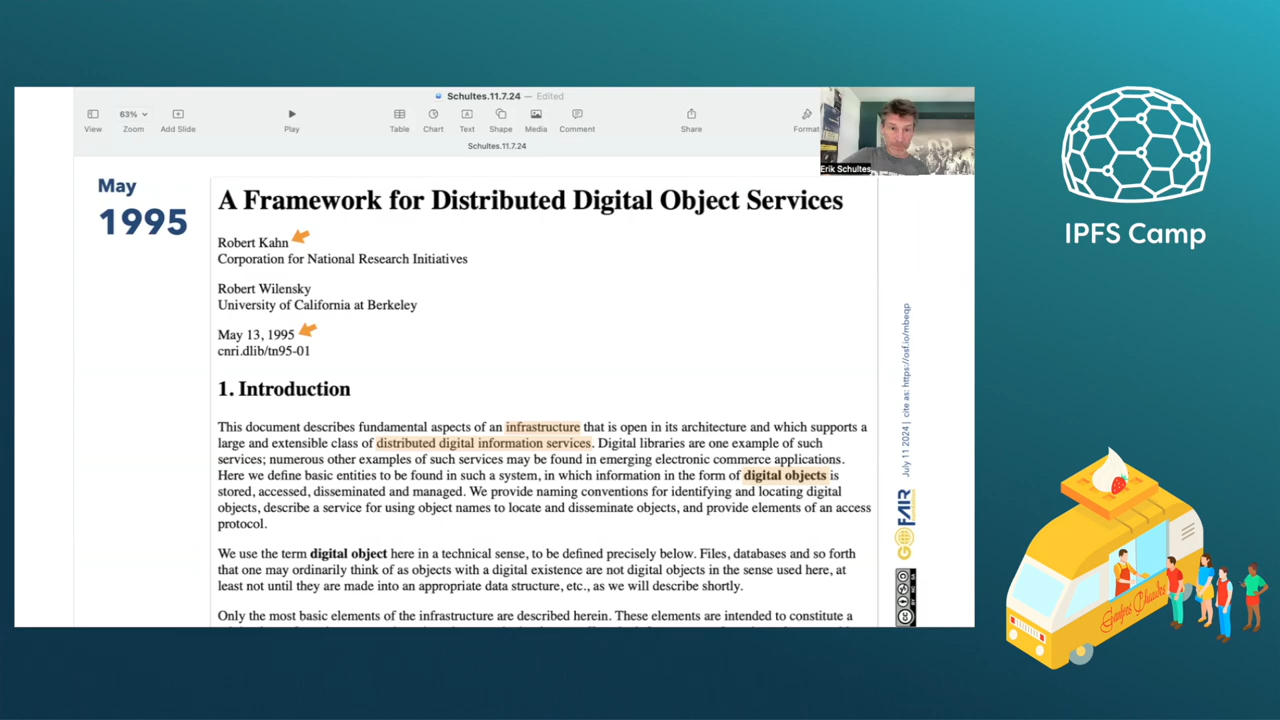 Schultes.11.7.24 — Edited
63%
View
Zoom
Add Slide
Play
Table
Chart
Text
Shape
Media
Comment
Share
Format
Schultes.11.7.24
Erik Schultes
May
1995
A Framework for Distributed Digital Object Services
Robert Kahn
Corporation for National Research Initiatives
Robert Wilensky
University of California at Berkeley
May 13, 1995
cnri.dlib/tn95-01
1. Introduction
This document describes fundamental aspects of an infrastructure that is open in its architecture and which supports a
large and extensible class of distributed digital information services. Digital libraries are one example of such
services; numerous other examples of such services may be found in emerging electronic commerce applications.
Here we define basic entities to be found in such a system, in which information in the form of digital objects is
stored, accessed, disseminated and managed. We provide naming conventions for identifying and locating digital
objects, describe a service for using object names to locate and disseminate objects, and provide elements of an access
protocol.
We use the term digital object here in a technical sense, to be defined precisely below. Files, databases and so forth
that one may ordinarily think of as objects with a digital existence are not digital objects in the sense used here, at
least not until they are made into an appropriate data structure, etc., as we will describe shortly.
Only the most basic elements of the infrastructure are described herein. These elements are intended to constitute a
July 11 2024 | cite as: https://osf.io/mbeqp
GO FAIR
IPFS Camp